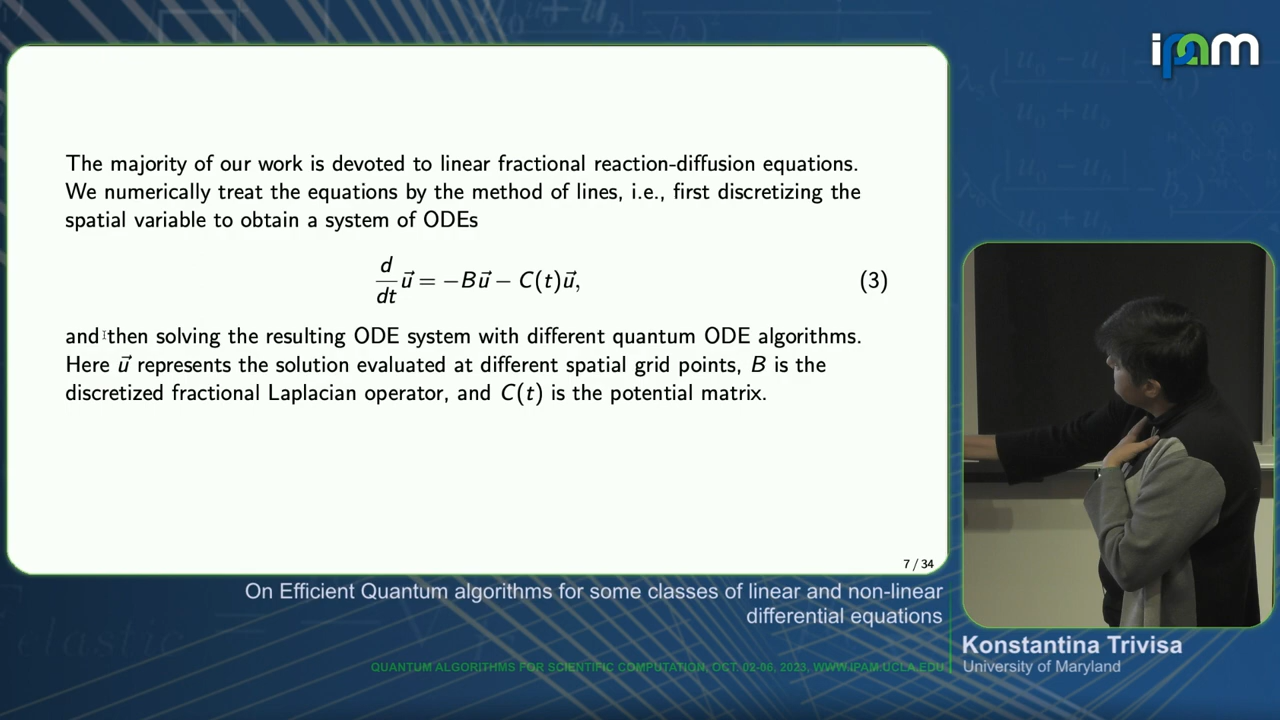 ipam
The majority of our work is devoted to linear fractional reaction-diffusion equations.
We numerically treat the equations by the method of lines, i.e., first discretizing the
spatial variable to obtain a system of ODEs
d/dt u⃗ = −Bu⃗ − C(t)u⃗, (3)
and then solving the resulting ODE system with different quantum ODE algorithms.
Here u⃗ represents the solution evaluated at different spatial grid points, B is the
discretized fractional Laplacian operator, and C(t) is the potential matrix.
7 / 34
On Efficient Quantum algorithms for some classes of linear and non-linear
differential equations
QUANTUM ALGORITHMS FOR SCIENTIFIC COMPUTATION, OCT. 02-06, 2023, WWW.IPAM.UCLA.EDU
Konstantina Trivisa
University of Maryland